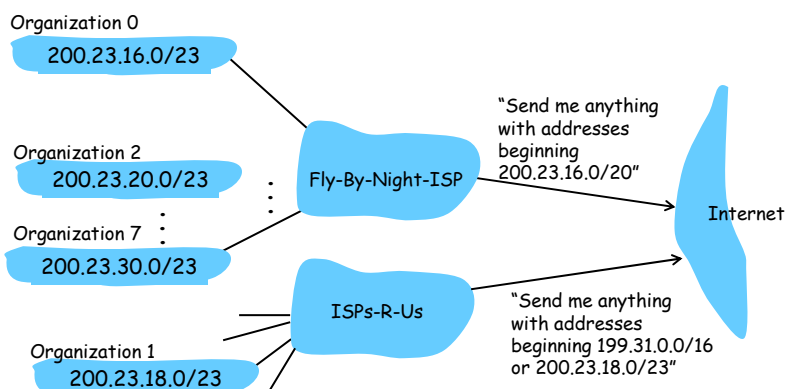 Organization 0
200.23.16.0/23
Organization 2
200.23.20.0/23
Organization 7
200.23.30.0/23
Fly-By-Night-ISP
“Send me anything
with addresses
beginning
200.23.16.0/20”
Internet
ISPs-R-Us
“Send me anything
with addresses
beginning 199.31.0.0/16
or 200.23.18.0/23”
Organization 1
200.23.18.0/23